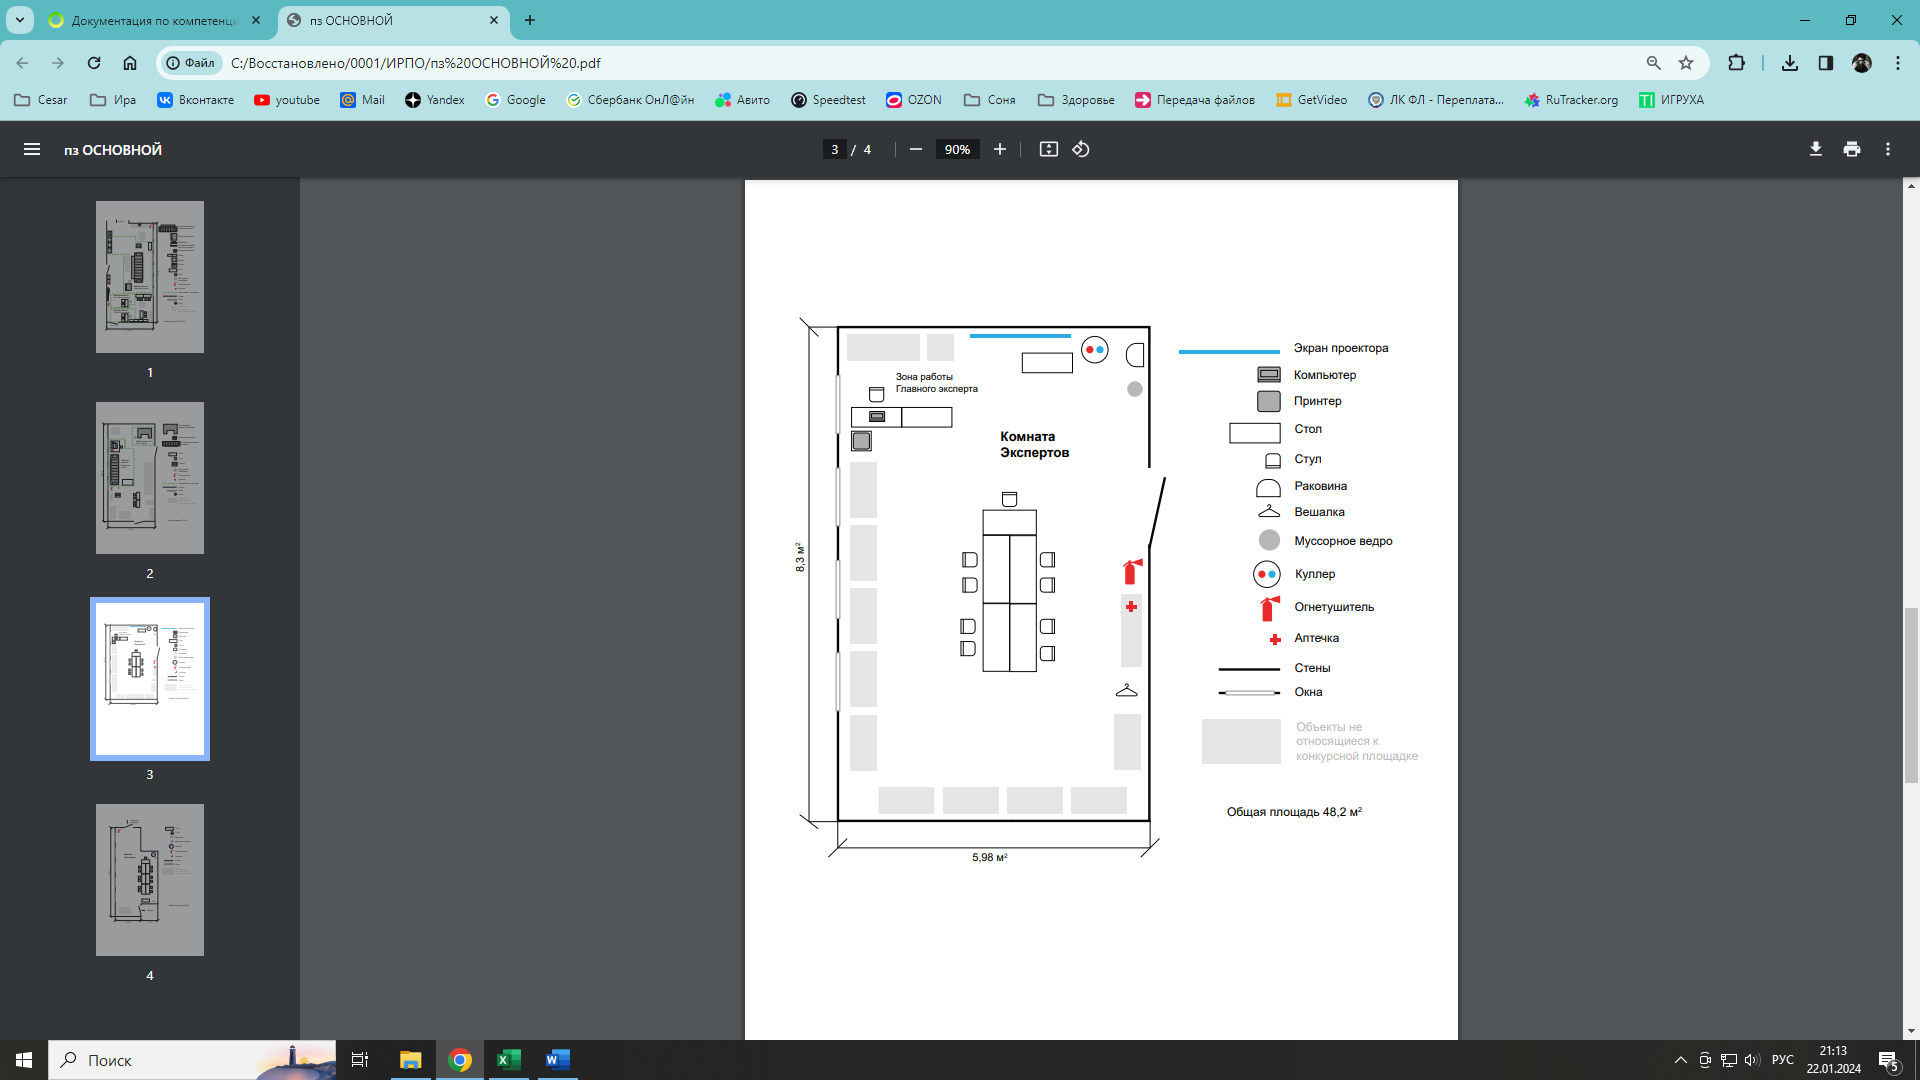 Документация по компетенци
пз ОСНОВНОЙ
Файл
C:/Восстановлено/0001/ИРПО/пз%20ОСНОВНОЙ%20.pdf
Cesar
Ира
Вконтакте
youtube
Mail
Yandex
Google
Сбербанк ОнЛ@йн
Авито
Speedtest
OZON
Соня
Здоровье
Передача файлов
GetVideo
ЛК ФЛ - Переплата...
RuTracker.org
ИГРУХА
пз ОСНОВНОЙ
3 / 4
90%
1
2
3
4
Зона работы
Главного эксперта
Комната
Экспертов
8,3 м²
5,98 м²
Экран проектора
Компьютер
Принтер
Стол
Стул
Раковина
Вешалка
Муссорное ведро
Куллер
Огнетушитель
Аптечка
Стены
Окна
Объекты не
относящиеся к
конкурсной площадке
Общая площадь 48,2 м²
Поиск
РУС
21:13
22.01.2024
5